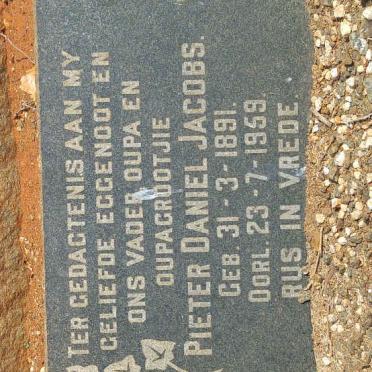 TER GEDACTENIS AAN MY
GELIEFDE EGGENOOT EN
ONS VADER OUPA EN
OUPAGROOTJIE
PIETER DANIEL JACOBS.
GEB. 31-3-1891.
OORL. 23-7-1959.
RUS IN VREDE